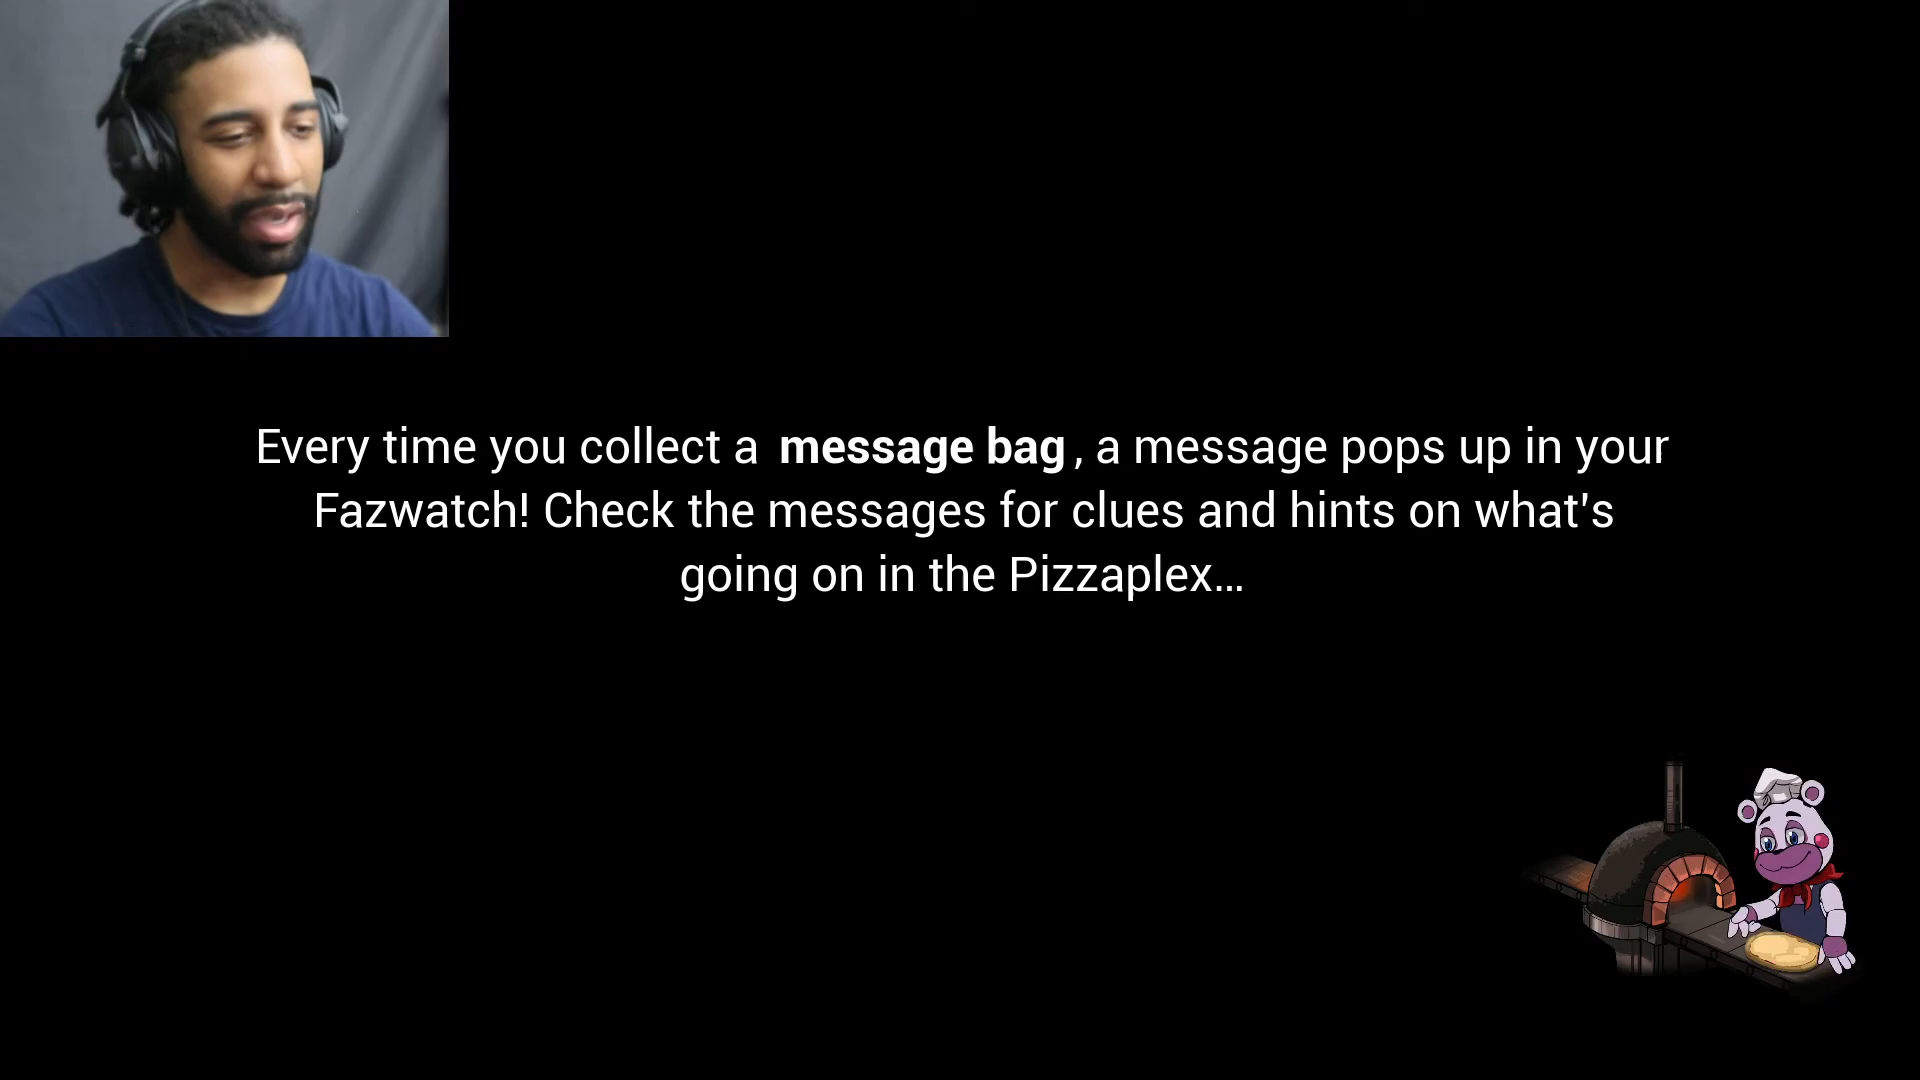 Every time you collect a message bag, a message pops up in your
Fazwatch! Check the messages for clues and hints on what's
going on in the Pizzaplex...